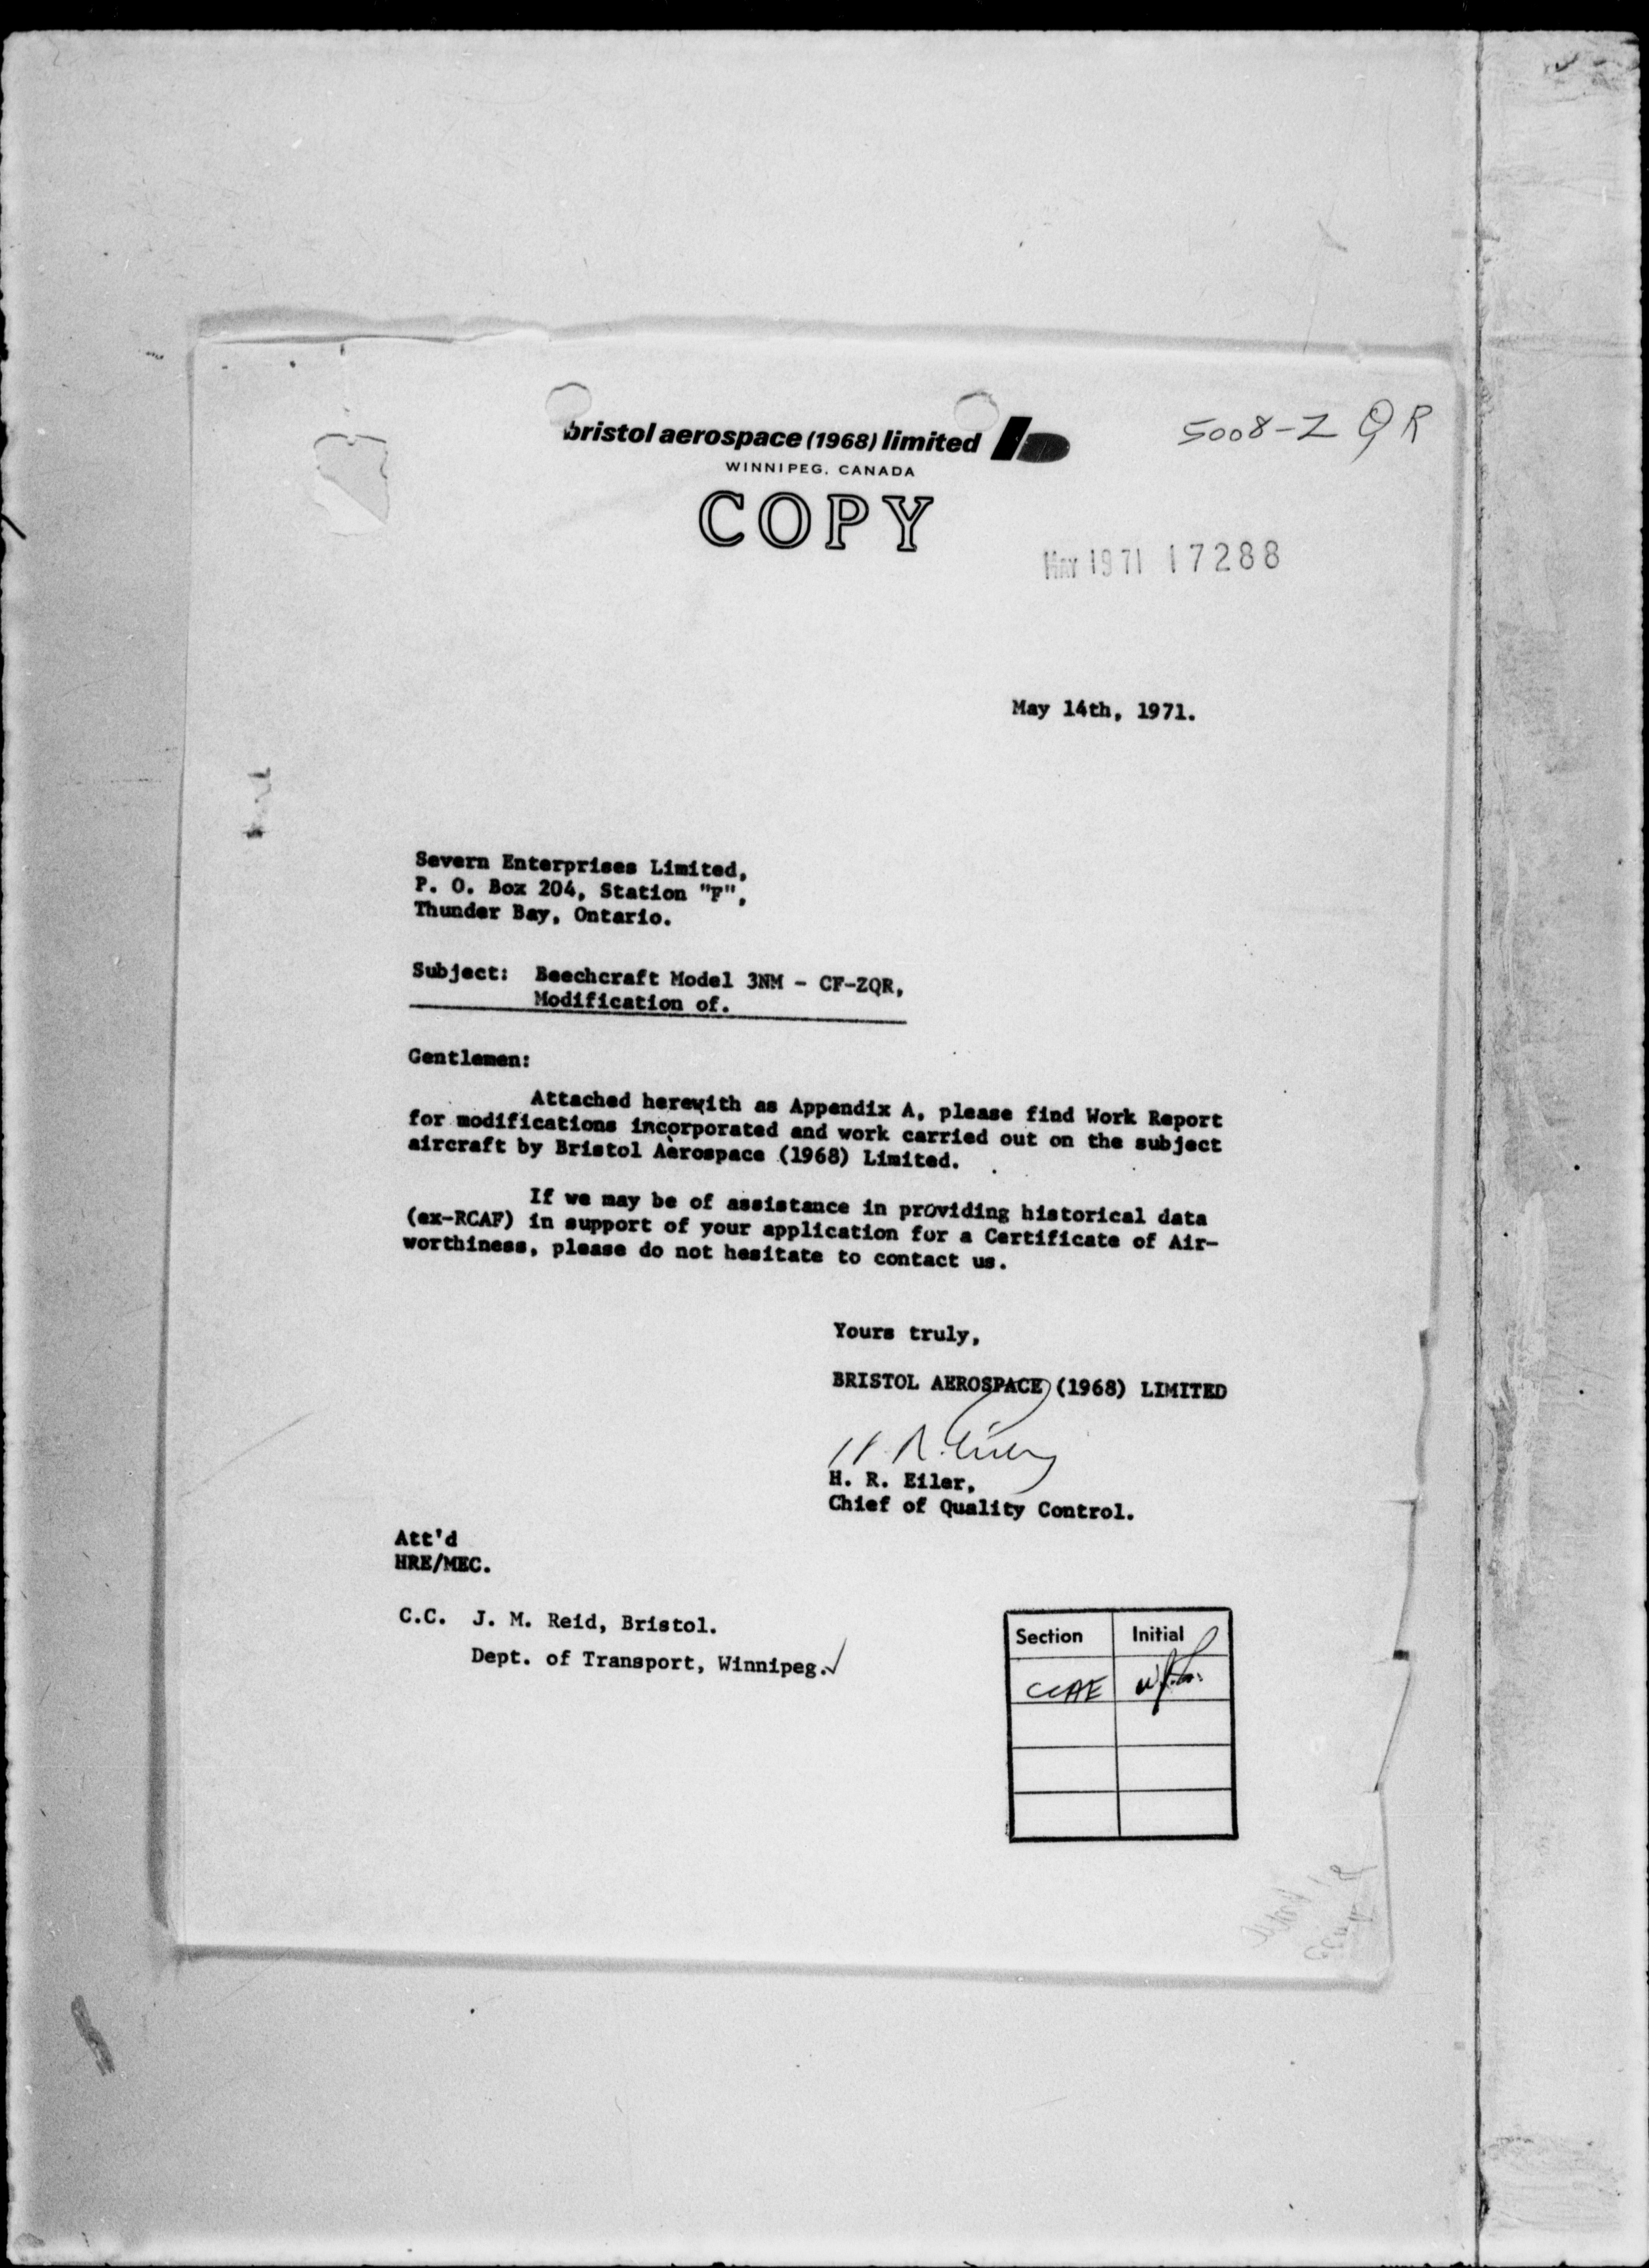 bristol aerospace (1968) limited
WINNIPEG, CANADA
COPY
5008-Z QR
MAY 19 71 17288
May 14th, 1971.
Severn Enterprises Limited,
P. O. Box 204, Station "F",
Thunder Bay, Ontario.
Subject: Beechcraft Model 3NM - CF-ZQR,
Modification of.
Gentlemen:
Attached herewith as Appendix A, please find Work Report
for modifications incorporated and work carried out on the subject
aircraft by Bristol Aerospace (1968) Limited.
If we may be of assistance in providing historical data
(ex-RCAF) in support of your application for a Certificate of Air-
worthiness, please do not hesitate to contact us.
Yours truly,
BRISTOL AEROSPACE (1968) LIMITED
H. R. Eiler
H. R. Eiler,
Chief of Quality Control.
Att'd
HRE/MEC.
C.C. J. M. Reid, Bristol.
Dept. of Transport, Winnipeg.✓
Section Initial
CCAE